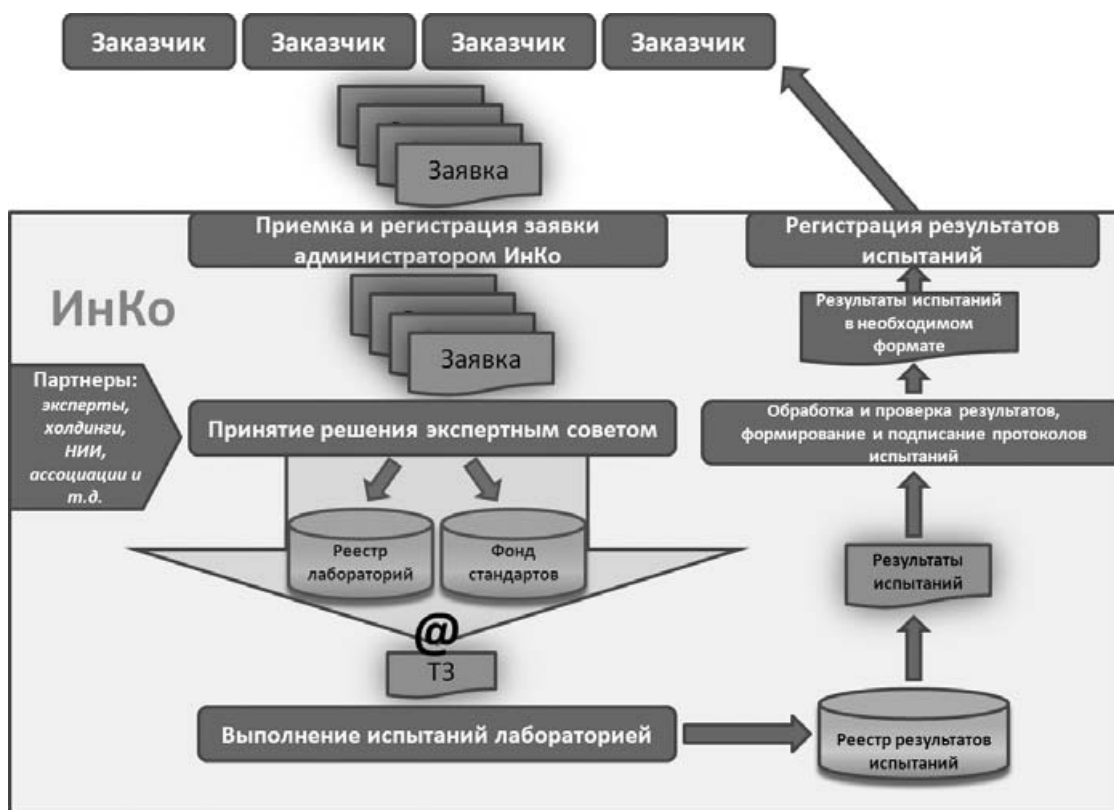 Заказчик
Заказчик
Заказчик
Заказчик
Заявка
Приемка и регистрация заявки
администратором ИнКо
ИнКо
Заявка
Партнеры:
эксперты,
холдинги,
НИИ,
ассоциации и
т.д.
Принятие решения экспертным советом
Реестр
лабораторий
Фонд
стандартов
@
ТЗ
Выполнение испытаний лабораторией
Реестр результатов
испытаний
Результаты
испытаний
Обработка и проверка результатов,
формирование и подписание протоколов
испытаний
Результаты испытаний
в необходимом
формате
Регистрация результатов
испытаний